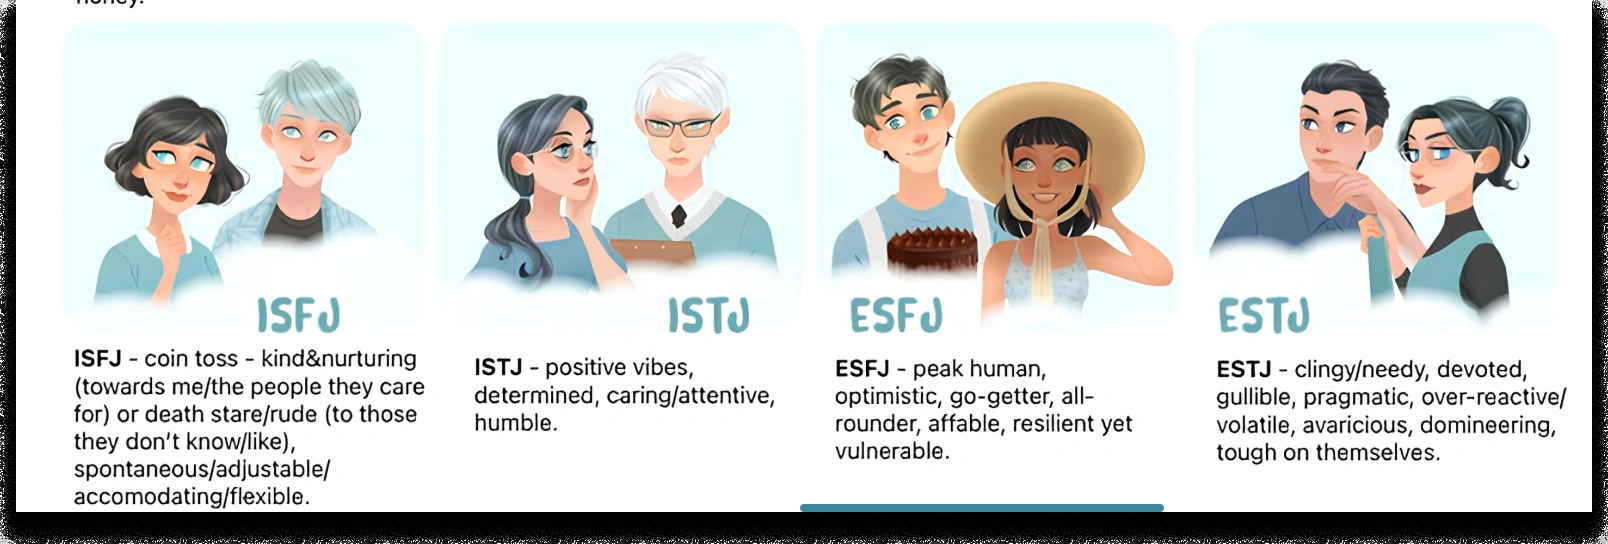 honey.
ISFJ
ISTJ
ESFJ
ESTJ
ISFJ - coin toss - kind&nurturing
(towards me/the people they care
for) or death stare/rude (to those
they don't know/like),
spontaneous/adjustable/
accomodating/flexible.
ISTJ - positive vibes,
determined, caring/attentive,
humble.
ESFJ - peak human,
optimistic, go-getter, all-
rounder, affable, resilient yet
vulnerable.
ESTJ - clingy/needy, devoted,
gullible, pragmatic, over-reactive/
volatile, avaricious, domineering,
tough on themselves.